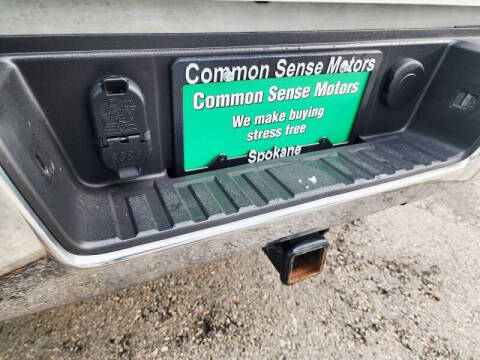 Common Sense Motors
Common Sense Motors
We make buying
stress free
Spokane